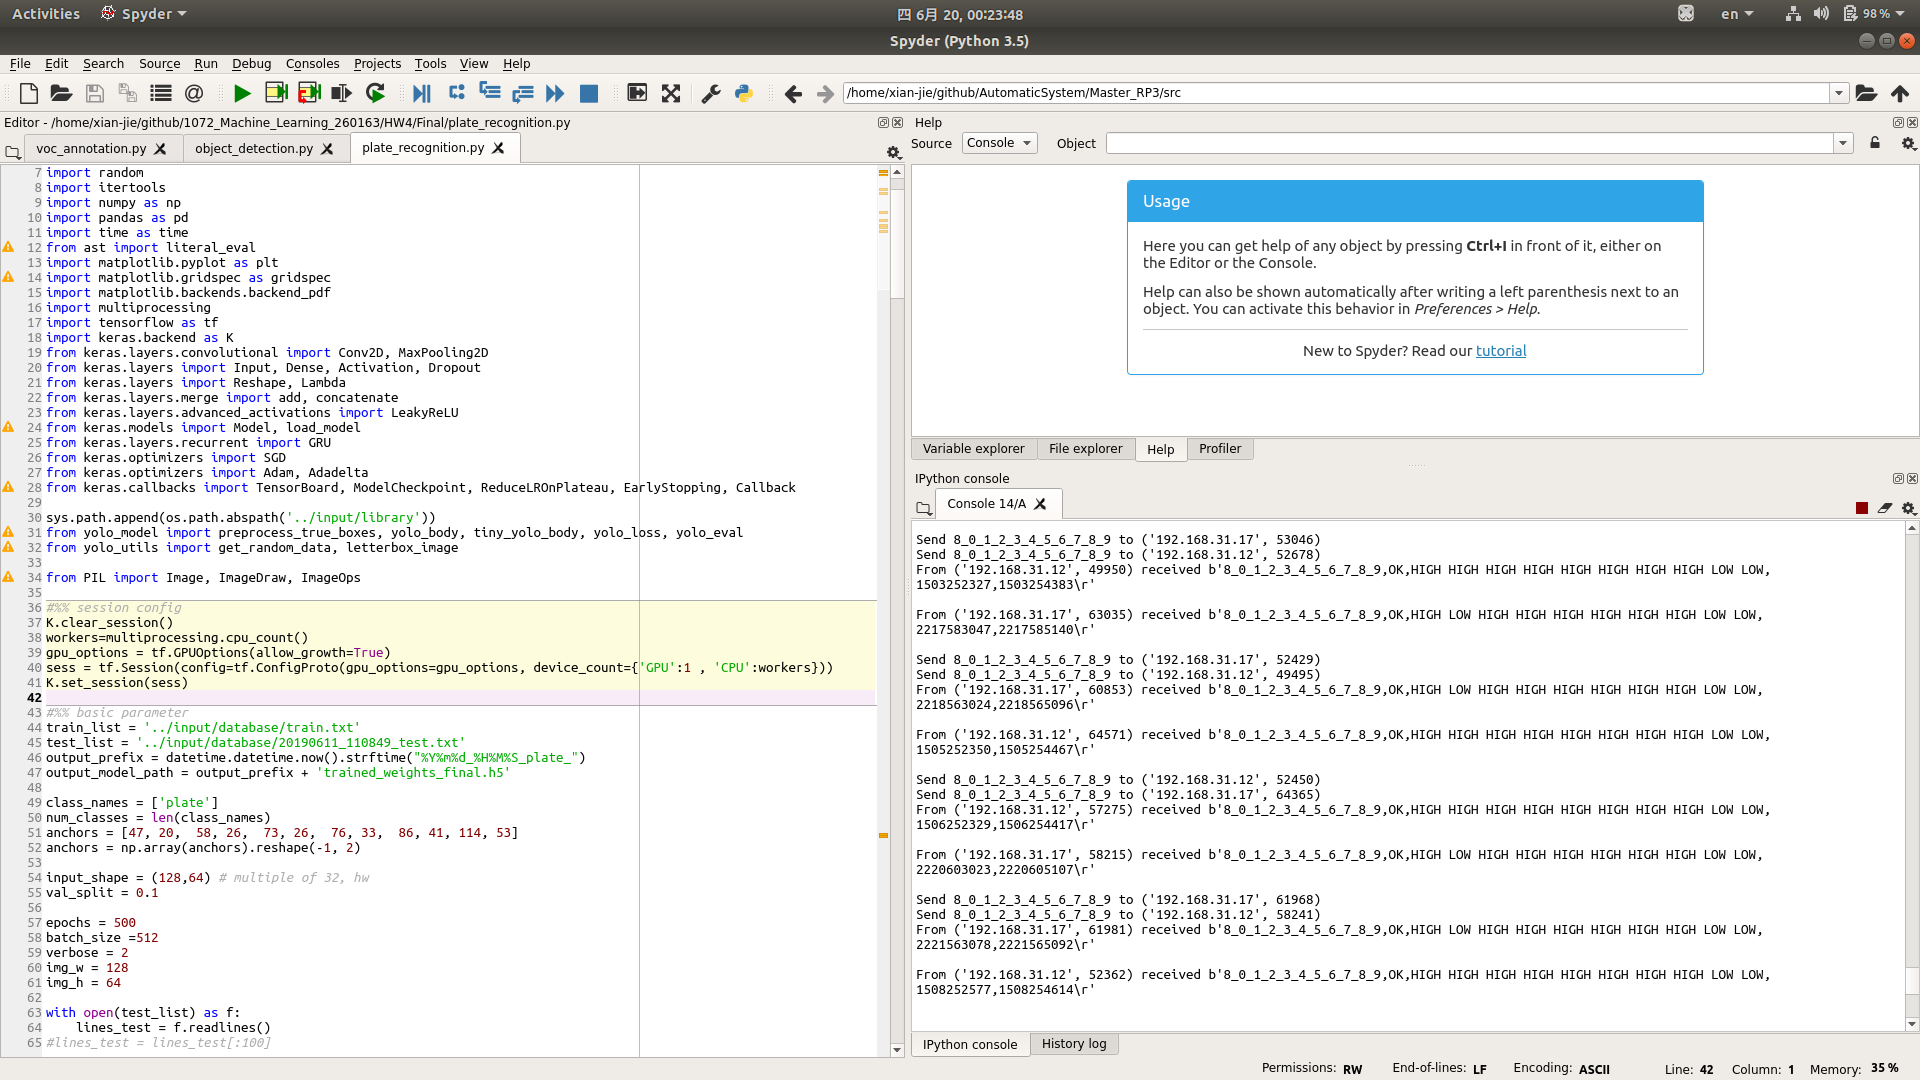 Activities Spyder 四 6月 20, 00:23:48 en 98 %
Spyder (Python 3.5)
File Edit Search Source Run Debug Consoles Projects Tools View Help
/home/xian-jie/github/AutomaticSystem/Master_RP3/src
Editor - /home/xian-jie/github/1072_Machine_Learning_260163/HW4/Final/plate_recognition.py
voc_annotation.py object_detection.py plate_recognition.py
7 import random
8 import itertools
9 import numpy as np
10 import pandas as pd
11 import time as time
12 from ast import literal_eval
13 import matplotlib.pyplot as plt
14 import matplotlib.gridspec as gridspec
15 import matplotlib.backends.backend_pdf
16 import multiprocessing
17 import tensorflow as tf
18 import keras.backend as K
19 from keras.layers.convolutional import Conv2D, MaxPooling2D
20 from keras.layers import Input, Dense, Activation, Dropout
21 from keras.layers import Reshape, Lambda
22 from keras.layers.merge import add, concatenate
23 from keras.layers.advanced_activations import LeakyReLU
24 from keras.models import Model, load_model
25 from keras.layers.recurrent import GRU
26 from keras.optimizers import SGD
27 from keras.optimizers import Adam, Adadelta
28 from keras.callbacks import TensorBoard, ModelCheckpoint, ReduceLROnPlateau, EarlyStopping, Callback
29
30 sys.path.append(os.path.abspath('../input/library'))
31 from yolo_model import preprocess_true_boxes, yolo_body, tiny_yolo_body, yolo_loss, yolo_eval
32 from yolo_utils import get_random_data, letterbox_image
33
34 from PIL import Image, ImageDraw, ImageOps
35
36 #%% session config
37 K.clear_session()
38 workers=multiprocessing.cpu_count()
39 gpu_options = tf.GPUOptions(allow_growth=True)
40 sess = tf.Session(config=tf.ConfigProto(gpu_options=gpu_options, device_count={'GPU':1 , 'CPU':workers}))
41 K.set_session(sess)
42
43 #%% basic parameter
44 train_list = '../input/database/train.txt'
45 test_list = '../input/database/20190611_110849_test.txt'
46 output_prefix = datetime.datetime.now().strftime("%Y%m%d_%H%M%S_plate_")
47 output_model_path = output_prefix + 'trained_weights_final.h5'
48
49 class_names = ['plate']
50 num_classes = len(class_names)
51 anchors = [47, 20,  58, 26,  73, 26,  76, 33,  86, 41, 114, 53]
52 anchors = np.array(anchors).reshape(-1, 2)
53
54 input_shape = (128,64) # multiple of 32, hw
55 val_split = 0.1
56
57 epochs = 500
58 batch_size =512
59 verbose = 2
60 img_w = 128
61 img_h = 64
62
63 with open(test_list) as f:
64     lines_test = f.readlines()
65 #lines_test = lines_test[:100]
Help
Source Console Object
Usage
Here you can get help of any object by pressing Ctrl+I in front of it, either on
the Editor or the Console.
Help can also be shown automatically after writing a left parenthesis next to an
object. You can activate this behavior in Preferences > Help.
New to Spyder? Read our tutorial
Variable explorer File explorer Help Profiler
IPython console
Console 14/A
Send 8_0_1_2_3_4_5_6_7_8_9 to ('192.168.31.17', 53046)
Send 8_0_1_2_3_4_5_6_7_8_9 to ('192.168.31.12', 52678)
From ('192.168.31.12', 49950) received b'8_0_1_2_3_4_5_6_7_8_9,OK,HIGH HIGH HIGH HIGH HIGH HIGH HIGH HIGH LOW LOW,
1503252327,1503254383\r'
From ('192.168.31.17', 63035) received b'8_0_1_2_3_4_5_6_7_8_9,OK,HIGH LOW HIGH HIGH HIGH HIGH HIGH HIGH LOW LOW,
2217583047,2217585140\r'
Send 8_0_1_2_3_4_5_6_7_8_9 to ('192.168.31.17', 52429)
Send 8_0_1_2_3_4_5_6_7_8_9 to ('192.168.31.12', 49495)
From ('192.168.31.17', 60853) received b'8_0_1_2_3_4_5_6_7_8_9,OK,HIGH LOW HIGH HIGH HIGH HIGH HIGH HIGH LOW LOW,
2218563024,2218565096\r'
From ('192.168.31.12', 64571) received b'8_0_1_2_3_4_5_6_7_8_9,OK,HIGH HIGH HIGH HIGH HIGH HIGH HIGH HIGH LOW LOW,
1505252350,1505254467\r'
Send 8_0_1_2_3_4_5_6_7_8_9 to ('192.168.31.12', 52450)
Send 8_0_1_2_3_4_5_6_7_8_9 to ('192.168.31.17', 64365)
From ('192.168.31.12', 57275) received b'8_0_1_2_3_4_5_6_7_8_9,OK,HIGH HIGH HIGH HIGH HIGH HIGH HIGH HIGH LOW LOW,
1506252329,1506254417\r'
From ('192.168.31.17', 58215) received b'8_0_1_2_3_4_5_6_7_8_9,OK,HIGH LOW HIGH HIGH HIGH HIGH HIGH HIGH LOW LOW,
2220603023,2220605107\r'
Send 8_0_1_2_3_4_5_6_7_8_9 to ('192.168.31.17', 61968)
Send 8_0_1_2_3_4_5_6_7_8_9 to ('192.168.31.12', 58241)
From ('192.168.31.17', 61981) received b'8_0_1_2_3_4_5_6_7_8_9,OK,HIGH LOW HIGH HIGH HIGH HIGH HIGH HIGH LOW LOW,
2221563078,2221565092\r'
From ('192.168.31.12', 52362) received b'8_0_1_2_3_4_5_6_7_8_9,OK,HIGH HIGH HIGH HIGH HIGH HIGH HIGH HIGH LOW LOW,
1508252577,1508254614\r'
IPython console History log
Permissions: RW End-of-lines: LF Encoding: ASCII Line: 42 Column: 1 Memory: 35 %